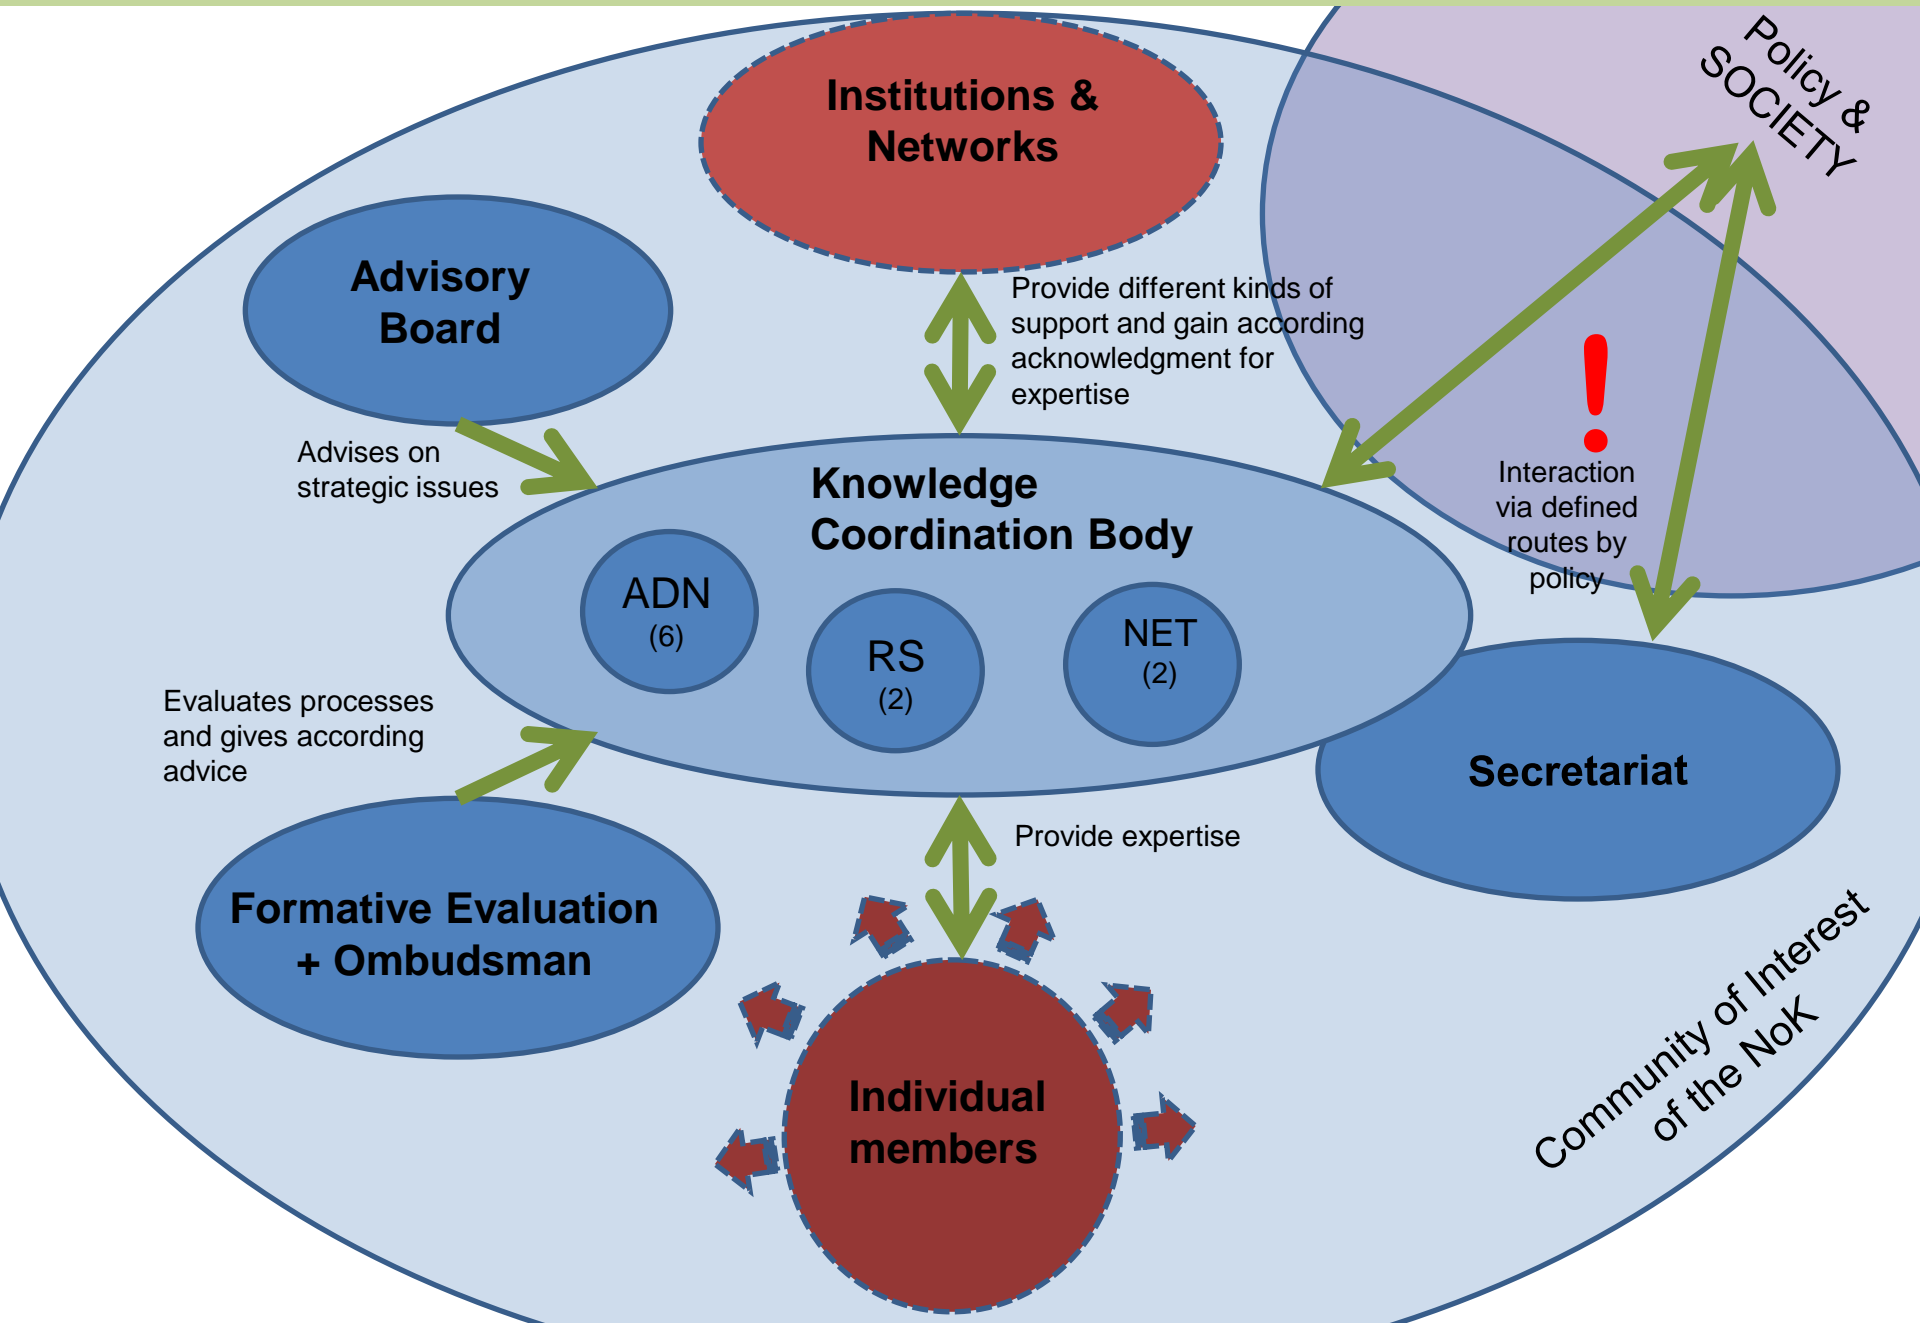 Policy &
SOCIETY
Institutions &
Networks
Advisory
Board
Provide different kinds of
support and gain according
acknowledgment for
expertise
!
Interaction
via defined
routes by
policy
Advises on
strategic issues
Knowledge
Coordination Body
ADN
(6)
RS
(2)
NET
(2)
Evaluates processes
and gives according
advice
Secretariat
Provide expertise
Formative Evaluation
+ Ombudsman
Individual
members
Community of Interest
of the NoK